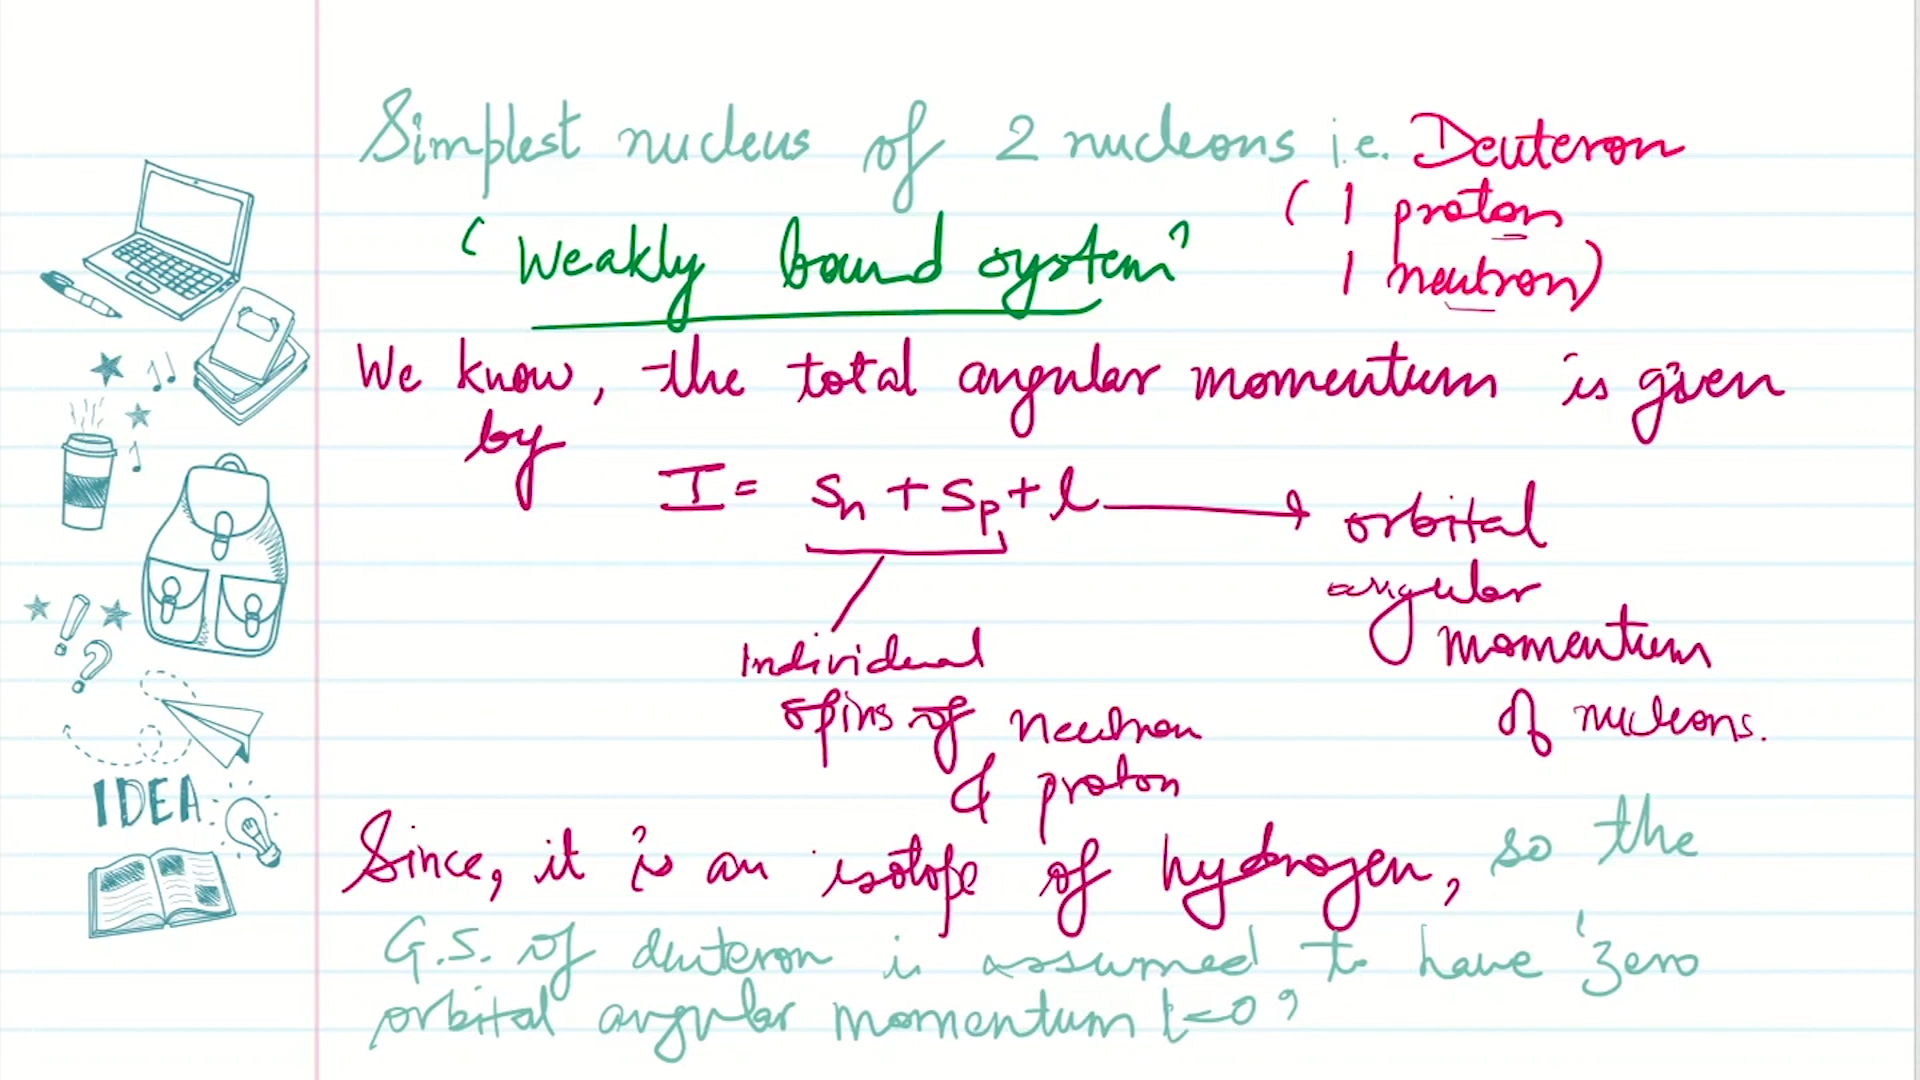 Simplest nucleus of 2 nucleons i.e. Deuteron
( 1 proton
1 neutron)
'Weakly bound system'
We know, the total angular momentum is given
by
I = Sn + Sp + l → orbital
angular
momentum
of nucleons.
Individual
spins of neutron
& proton
Since, it is an isotope of hydrogen, so the
G.S. of deuteron is assumed to have 'zero
orbital angular momentum l=0'
IDEA